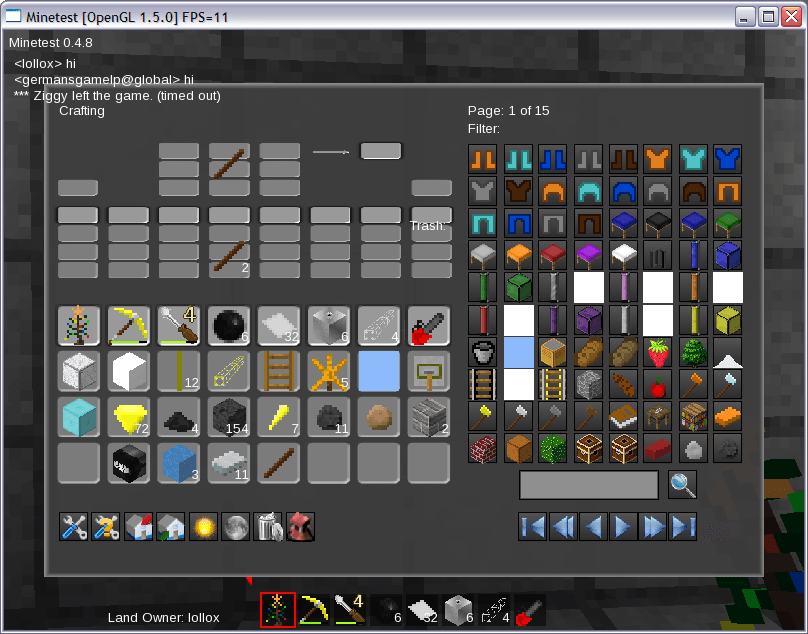 Minetest [OpenGL 1.5.0] FPS=11
Minetest 0.4.8
<lollox> hi
<germansgamelp@global> hi
*** Ziggy left the game. (timed out)
Crafting
Page: 1 of 15
Filter:
Trash:
2
4 6 32 6 4
12 5
72 4 154 7 11 2
3 11
4 6 32 6 4
Land Owner: lollox